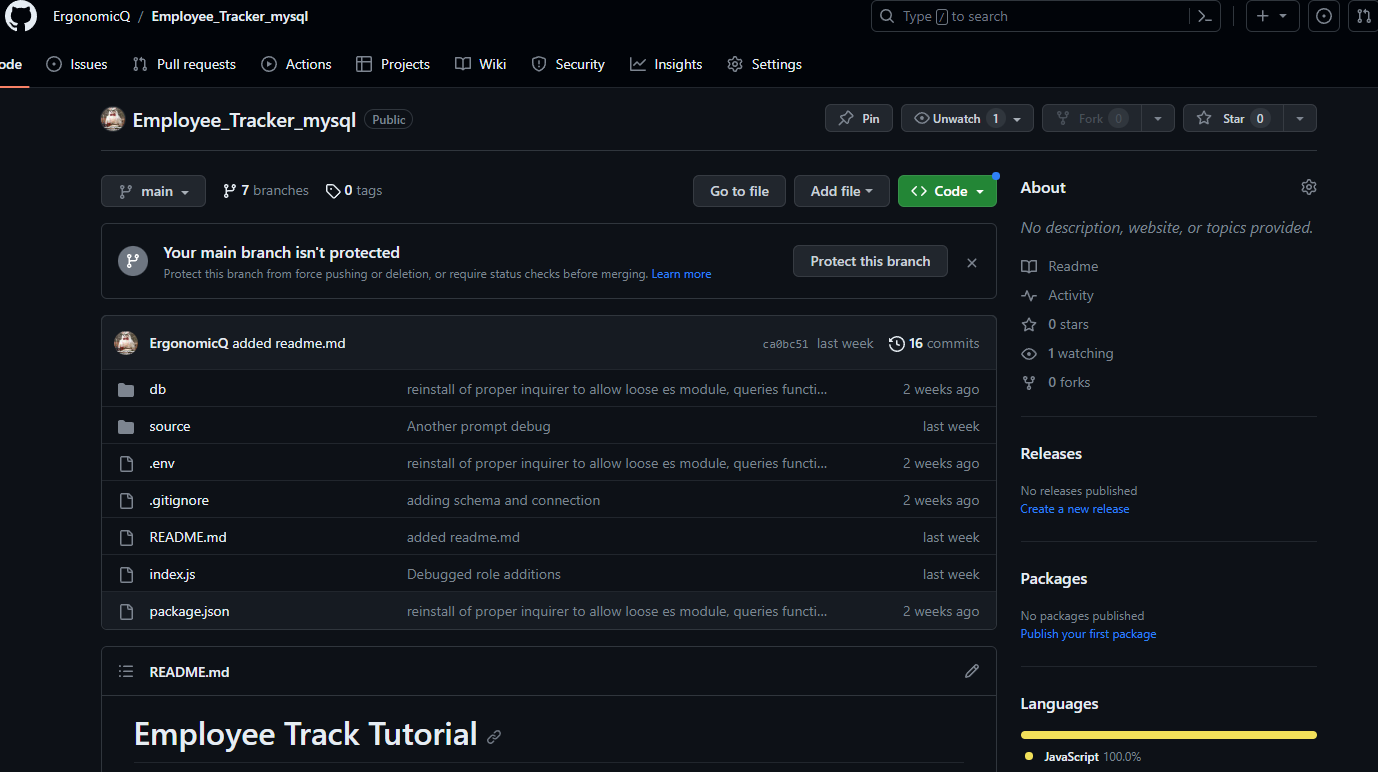 ErgonomicQ / Employee_Tracker_mysql
Type / to search
ode Issues Pull requests Actions Projects Wiki Security Insights Settings
Employee_Tracker_mysql Public
Pin Unwatch 1 Fork 0 Star 0
main 7 branches 0 tags
Go to file Add file <> Code
Your main branch isn't protected
Protect this branch from force pushing or deletion, or require status checks before merging. Learn more
Protect this branch
ErgonomicQ added readme.md ca0bc51 last week 16 commits
db reinstall of proper inquirer to allow loose es module, queries functi... 2 weeks ago
source Another prompt debug last week
.env reinstall of proper inquirer to allow loose es module, queries functi... 2 weeks ago
.gitignore adding schema and connection 2 weeks ago
README.md added readme.md last week
index.js Debugged role additions last week
package.json reinstall of proper inquirer to allow loose es module, queries functi... 2 weeks ago
README.md
Employee Track Tutorial
About
No description, website, or topics provided.
Readme
Activity
0 stars
1 watching
0 forks
Releases
No releases published
Create a new release
Packages
No packages published
Publish your first package
Languages
JavaScript 100.0%